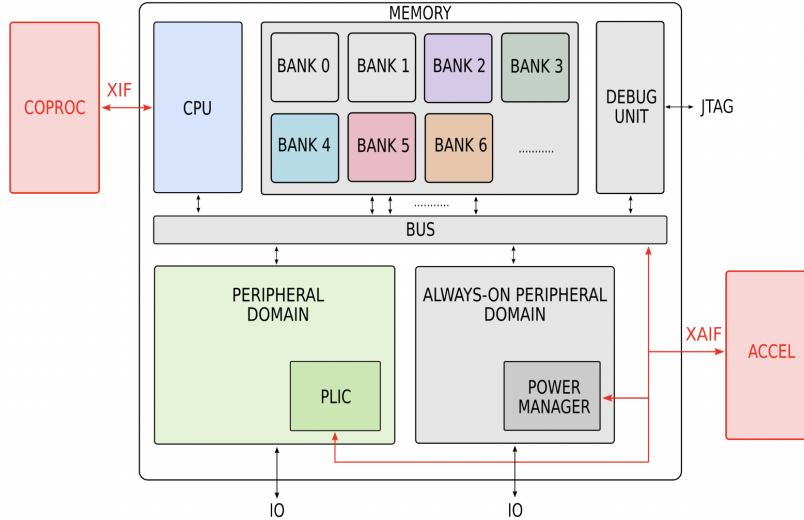 MEMORY
COPROC
XIF
CPU
BANK 0
BANK 1
BANK 2
BANK 3
BANK 4
BANK 5
BANK 6
...........
DEBUG
UNIT
JTAG
...........
BUS
PERIPHERAL
DOMAIN
PLIC
ALWAYS-ON PERIPHERAL
DOMAIN
POWER
MANAGER
XAIF
ACCEL
IO
IO